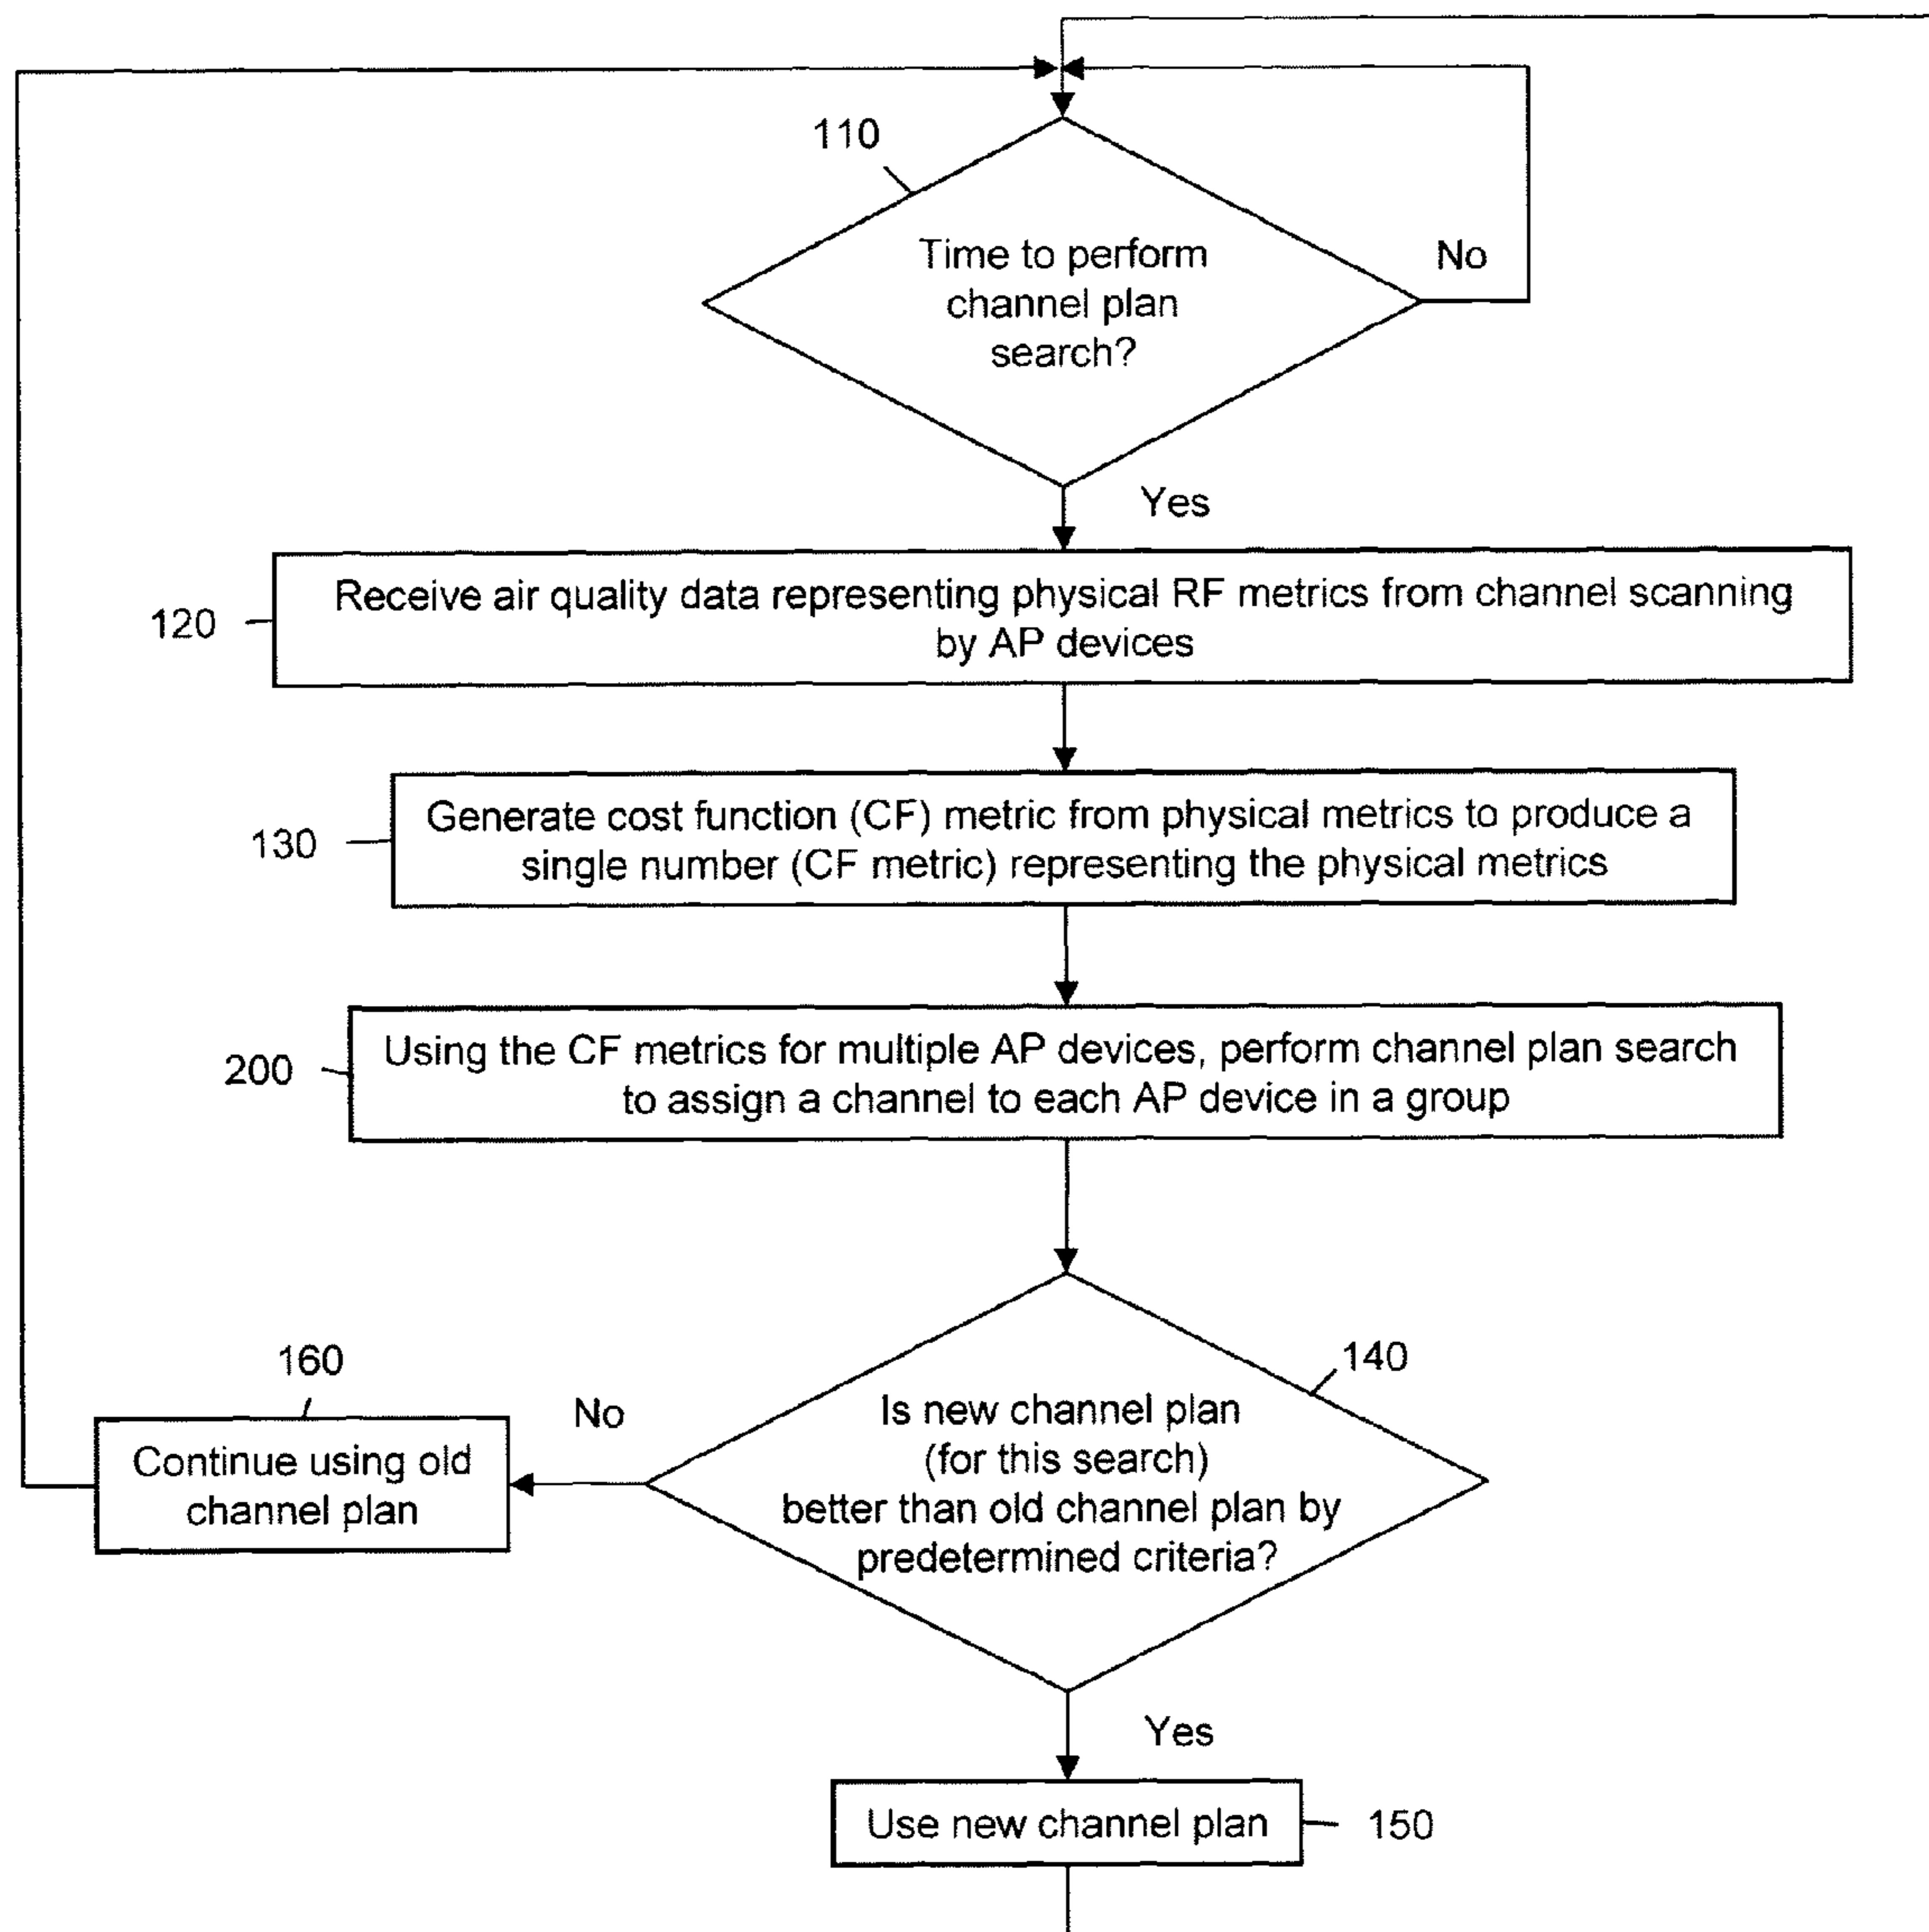 110
Time to perform
channel plan
search?
No
Yes
120
Receive air quality data representing physical RF metrics from channel scanning
by AP devices
130
Generate cost function (CF) metric from physical metrics to produce a
single number (CF metric) representing the physical metrics
200
Using the CF metrics for multiple AP devices, perform channel plan search
to assign a channel to each AP device in a group
140
Is new channel plan
(for this search)
better than old channel plan by
predetermined criteria?
No
160
Continue using old
channel plan
Yes
Use new channel plan
150